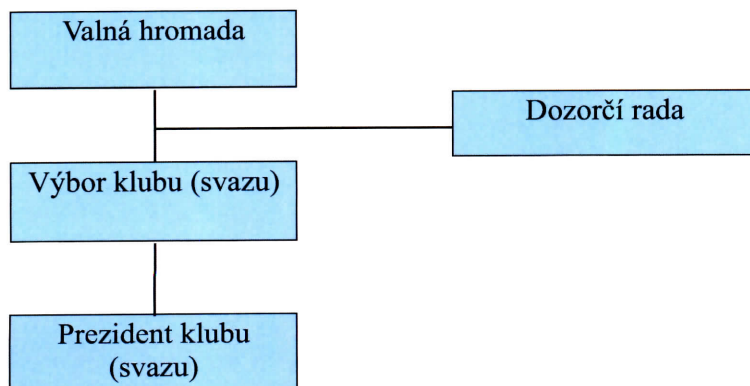 Valná hromada
Dozorčí rada
Výbor klubu (svazu)
Prezident klubu
(svazu)